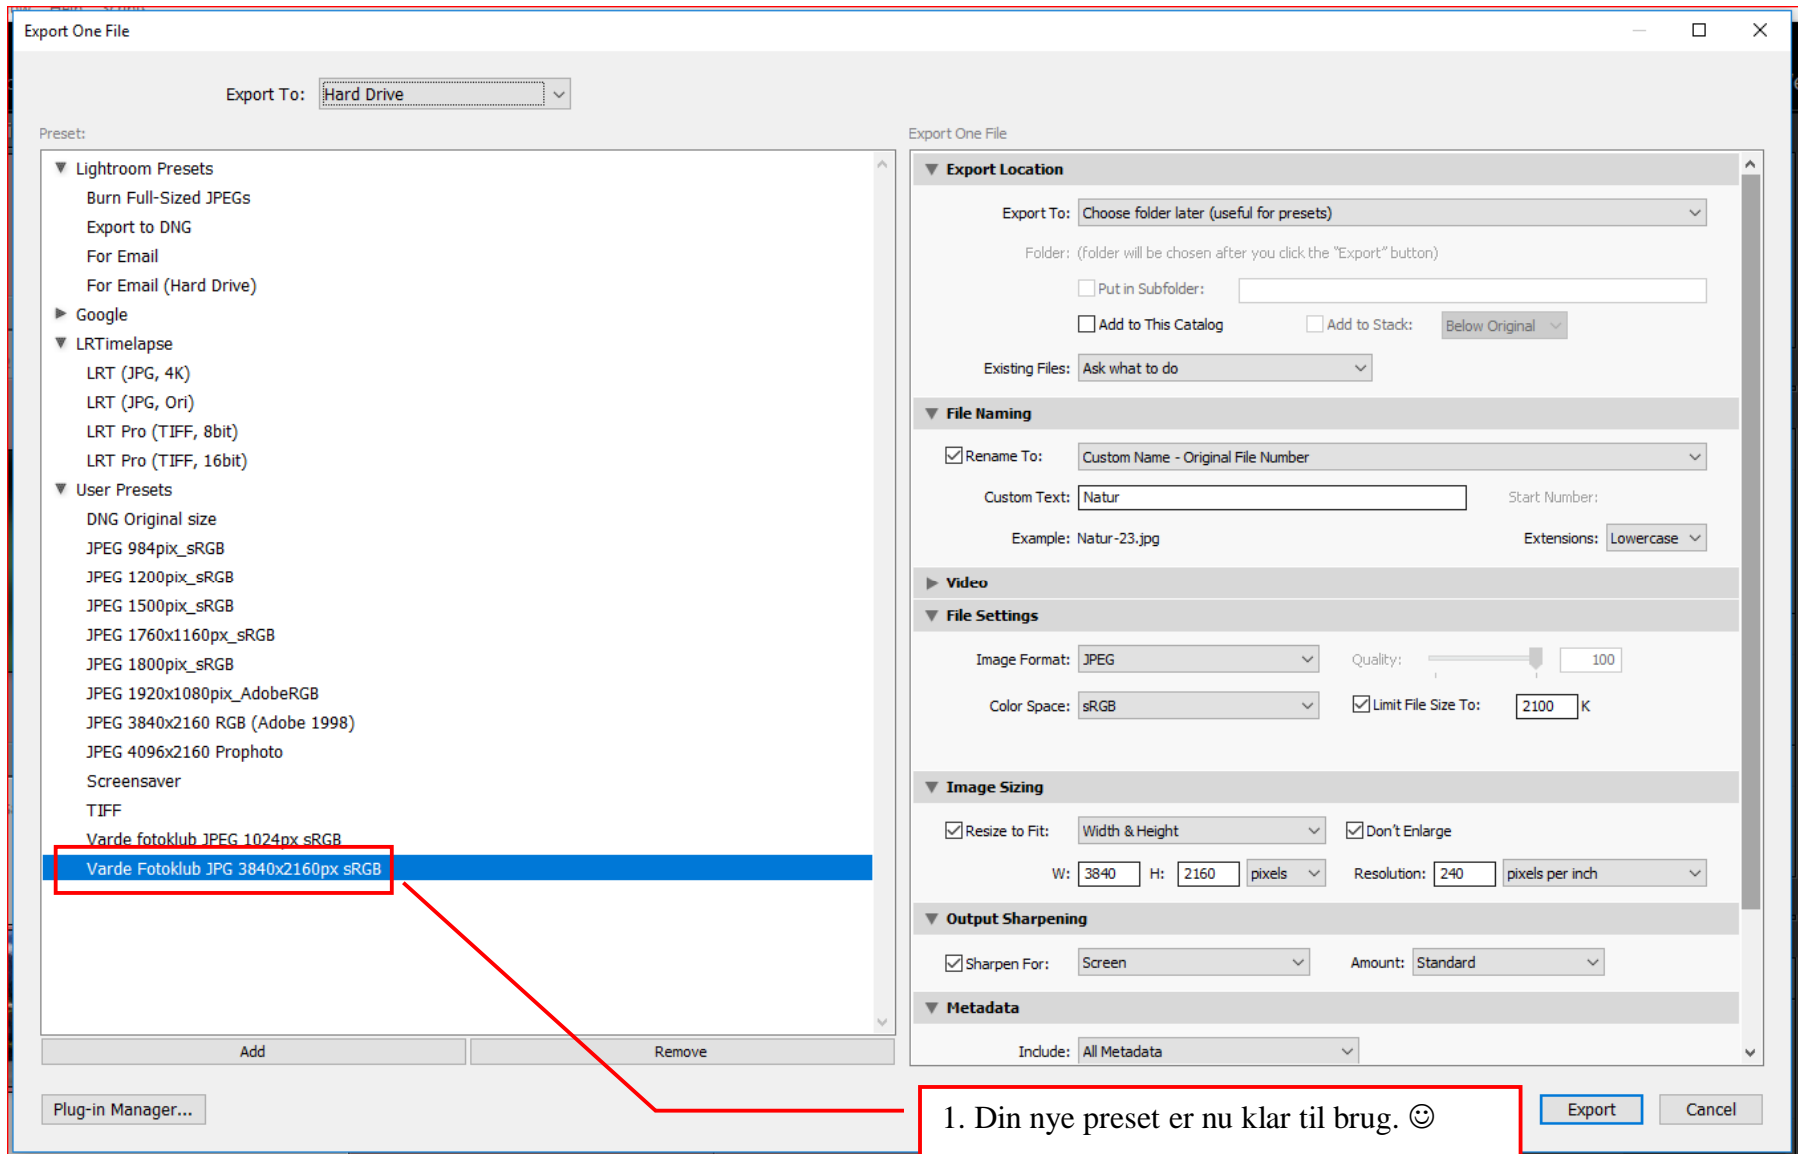 Export One File
Export To: Hard Drive
Preset:
Lightroom Presets
Burn Full-Sized JPEGs
Export to DNG
For Email
For Email (Hard Drive)
Google
LRTimelapse
LRT (JPG, 4K)
LRT (JPG, Ori)
LRT Pro (TIFF, 8bit)
LRT Pro (TIFF, 16bit)
User Presets
DNG Original size
JPEG 984pix_sRGB
JPEG 1200pix_sRGB
JPEG 1500pix_sRGB
JPEG 1760x1160px_sRGB
JPEG 1800pix_sRGB
JPEG 1920x1080pix_AdobeRGB
JPEG 3840x2160 RGB (Adobe 1998)
JPEG 4096x2160 Prophoto
Screensaver
TIFF
Varde fotoklub JPEG 1024px sRGB
Varde Fotoklub JPG 3840x2160px sRGB
Add Remove
Plug-in Manager...
Export One File
Export Location
Export To: Choose folder later (useful for presets)
Folder: (folder will be chosen after you click the "Export" button)
Put in Subfolder:
Add to This Catalog Add to Stack: Below Original
Existing Files: Ask what to do
File Naming
Rename To: Custom Name - Original File Number
Custom Text: Natur Start Number:
Example: Natur-23.jpg Extensions: Lowercase
Video
File Settings
Image Format: JPEG Quality: 100
Color Space: sRGB Limit File Size To: 2100 K
Image Sizing
Resize to Fit: Width & Height Don't Enlarge
W: 3840 H: 2160 pixels Resolution: 240 pixels per inch
Output Sharpening
Sharpen For: Screen Amount: Standard
Metadata
Include: All Metadata
1. Din nye preset er nu klar til brug. ☺
Export Cancel